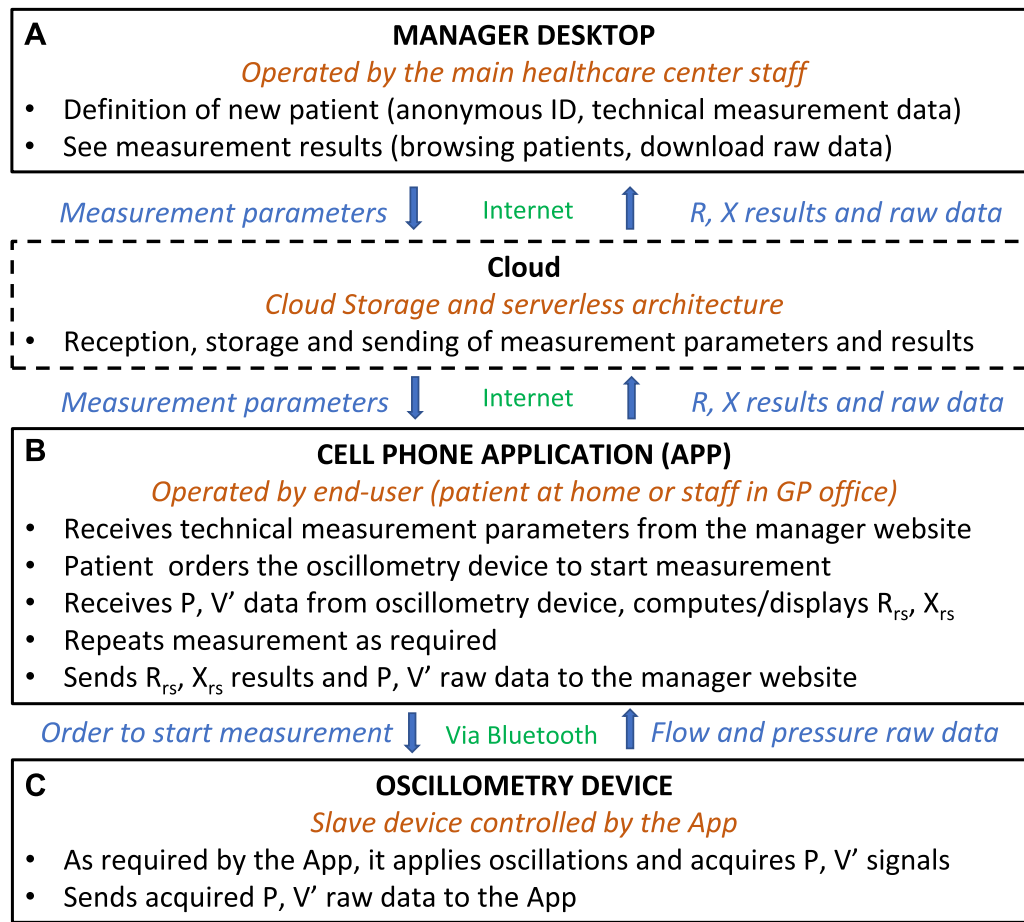 A
MANAGER DESKTOP
Operated by the main healthcare center staff
• Definition of new patient (anonymous ID, technical measurement data)
• See measurement results (browsing patients, download raw data)
Measurement parameters Internet R, X results and raw data
Cloud
Cloud Storage and serverless architecture
• Reception, storage and sending of measurement parameters and results
Measurement parameters Internet R, X results and raw data
B
CELL PHONE APPLICATION (APP)
Operated by end-user (patient at home or staff in GP office)
• Receives technical measurement parameters from the manager website
• Patient  orders the oscillometry device to start measurement
• Receives P, V’ data from oscillometry device, computes/displays Rrs, Xrs
• Repeats measurement as required
• Sends Rrs, Xrs results and P, V’ raw data to the manager website
Order to start measurement Via Bluetooth Flow and pressure raw data
C
OSCILLOMETRY DEVICE
Slave device controlled by the App
• As required by the App, it applies oscillations and acquires P, V’ signals
• Sends acquired P, V’ raw data to the App